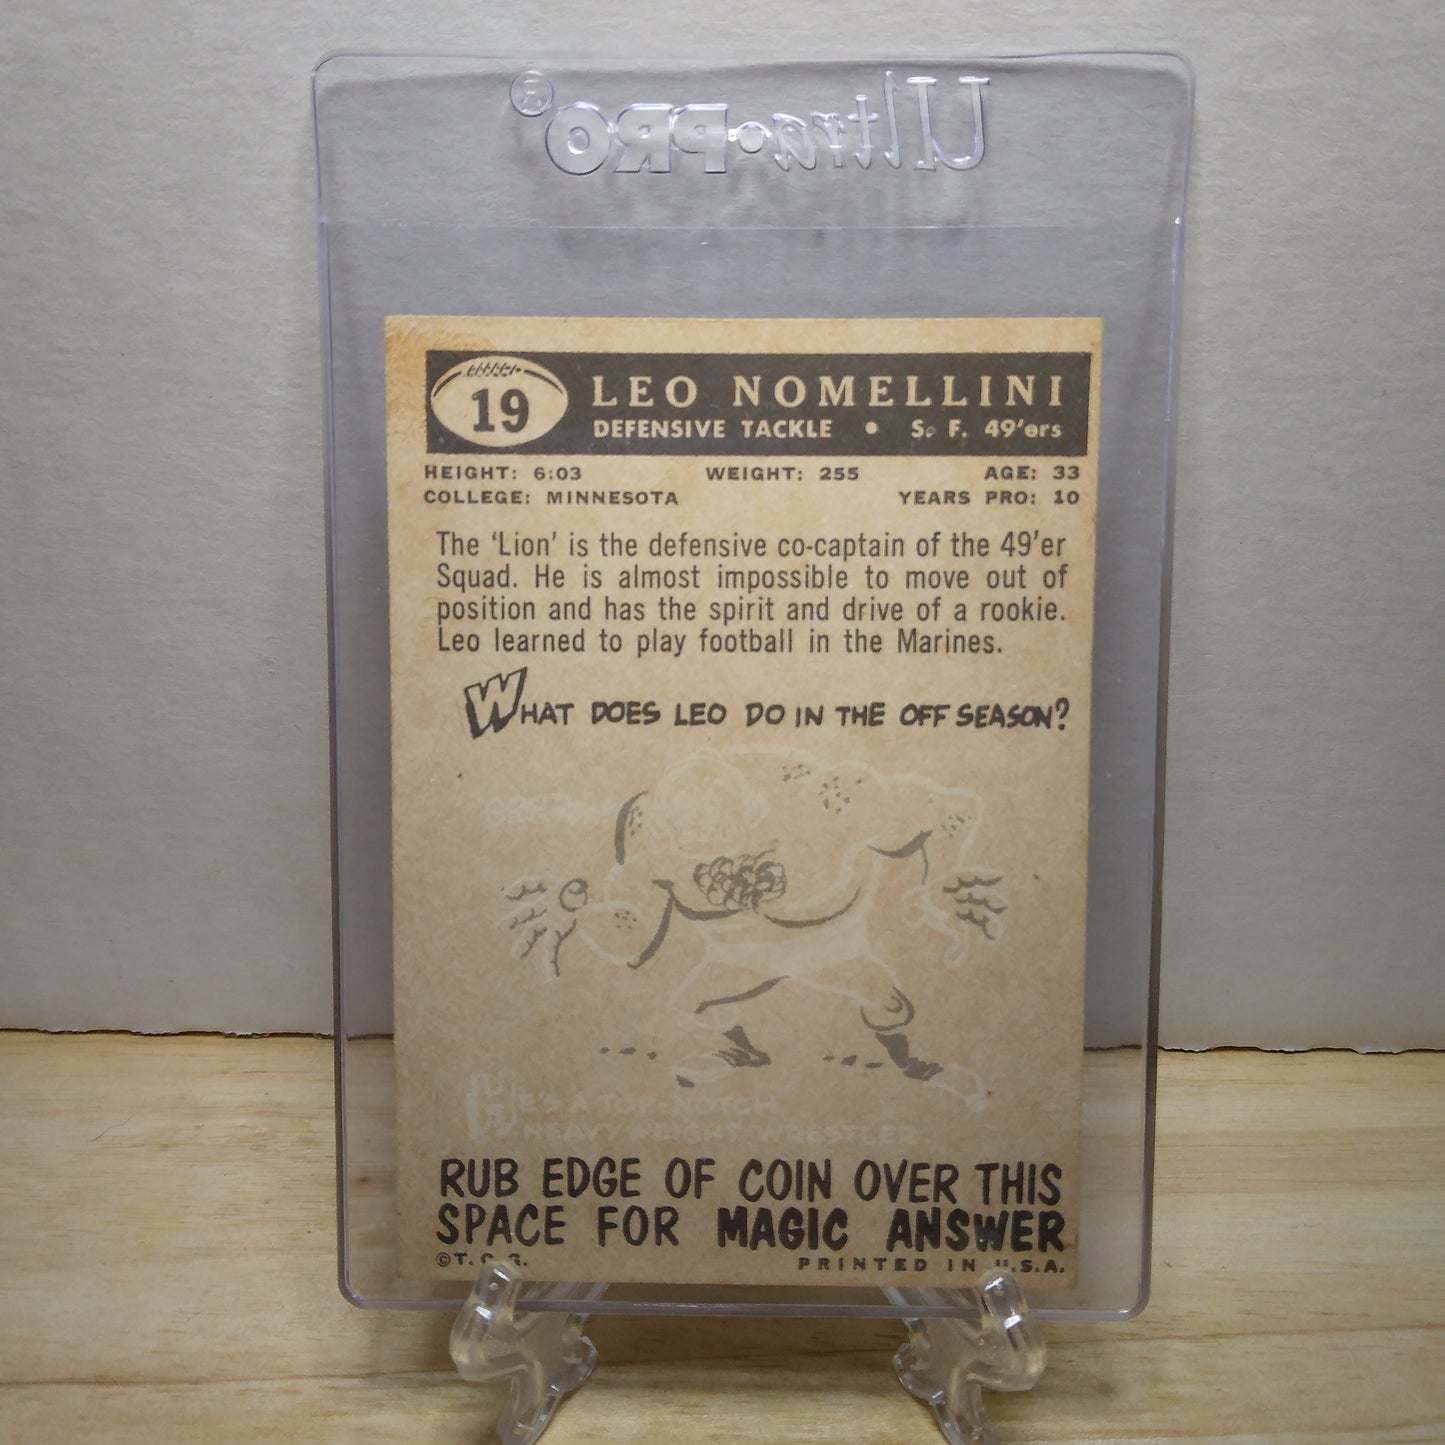 Ultra•PRO®
19
LEO NOMELLINI
DEFENSIVE TACKLE • S. F. 49'ers
HEIGHT: 6:03 WEIGHT: 255 AGE: 33
COLLEGE: MINNESOTA YEARS PRO: 10
The 'Lion' is the defensive co-captain of the 49'er
Squad. He is almost impossible to move out of
position and has the spirit and drive of a rookie.
Leo learned to play football in the Marines.
WHAT DOES LEO DO IN THE OFF SEASON?
HE'S A TOP-NOTCH
HEAVYWEIGHT WRESTLER
RUB EDGE OF COIN OVER THIS
SPACE FOR MAGIC ANSWER
©T. C. G. PRINTED IN U.S.A.